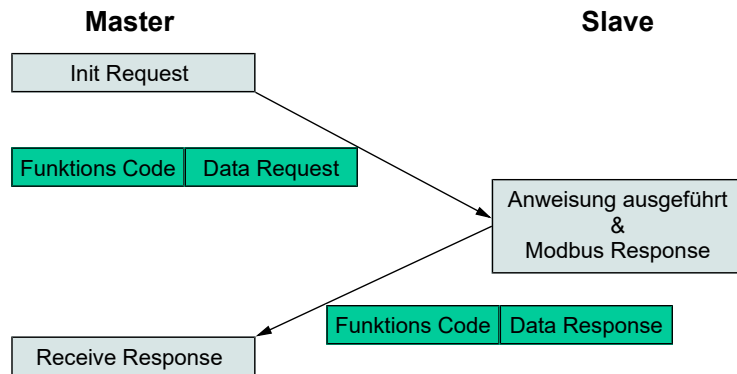 Master
Slave
Init Request
Funktions Code
Data Request
Anweisung ausgeführt
&
Modbus Response
Funktions Code
Data Response
Receive Response